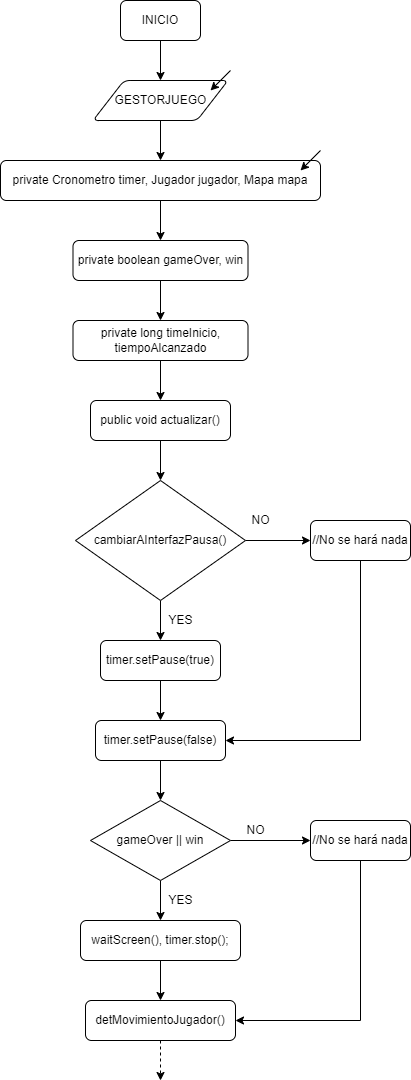 INICIO
GESTORJUEGO
private Cronometro timer, Jugador jugador, Mapa mapa
private boolean gameOver, win
private long timeInicio,
tiempoAlcanzado
public void actualizar()
cambiarAInterfazPausa()
NO
//No se hará nada
YES
timer.setPause(true)
timer.setPause(false)
gameOver || win
NO
//No se hará nada
YES
waitScreen(), timer.stop();
detMovimientoJugador()